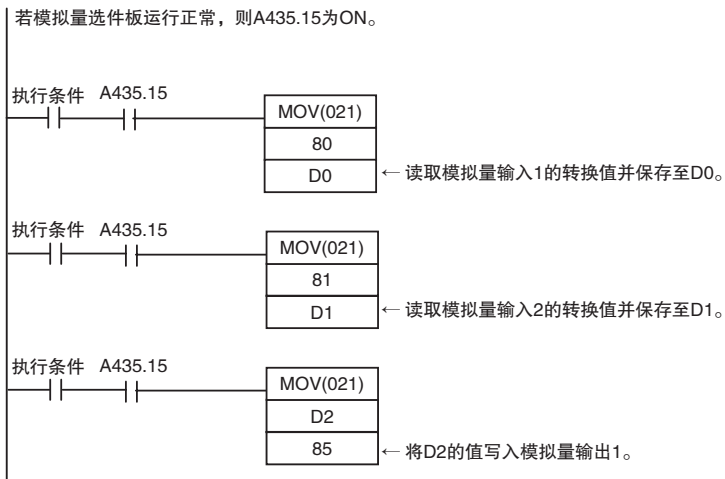 若模拟量选件板运行正常，则A435.15为ON。
执行条件 A435.15
MOV(021)
80
D0 ← 读取模拟量输入1的转换值并保存至D0。
执行条件 A435.15
MOV(021)
81
D1 ← 读取模拟量输入2的转换值并保存至D1。
执行条件 A435.15
MOV(021)
D2
85 ← 将D2的值写入模拟量输出1。